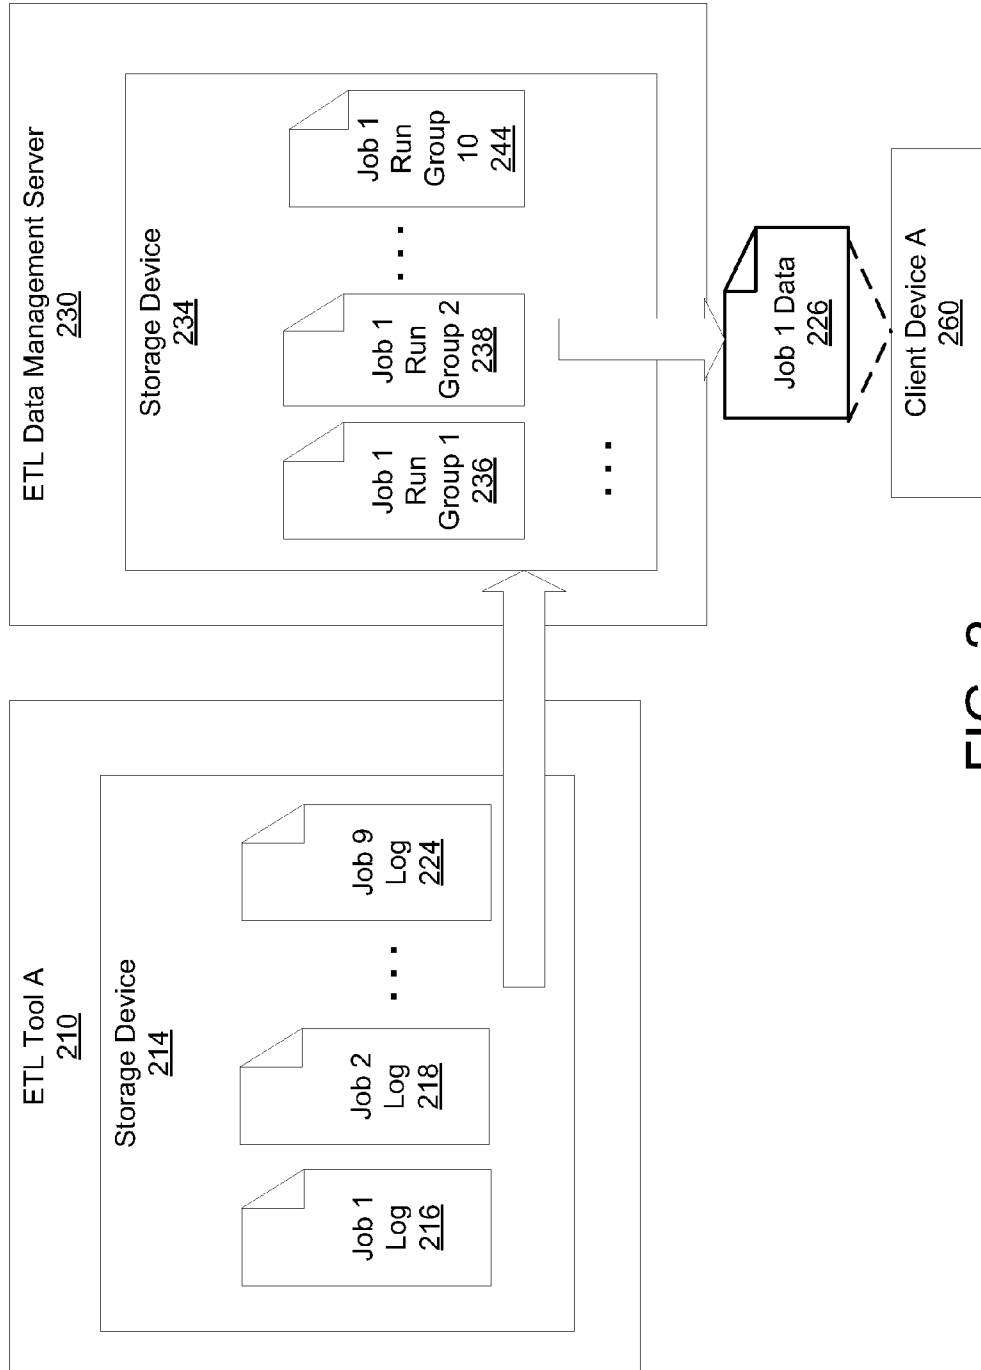 ETL Tool A
210
Storage Device
214
Job 1
Log
216
Job 2
Log
218
. . .
Job 9
Log
224
ETL Data Management Server
230
Storage Device
234
Job 1
Run
Group 1
236
Job 1
Run
Group 2
238
. . .
Job 1
Run
Group
10
244
. . .
Job 1 Data
226
Client Device A
260
FIG.